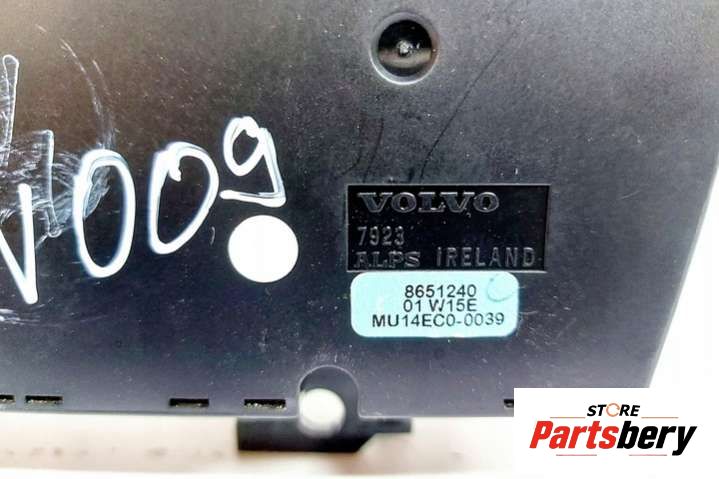 V009
VOLVO
7923
ALPS IRELAND
8651240
01 W15E
MU14EC0-0039
STORE
Partsbery